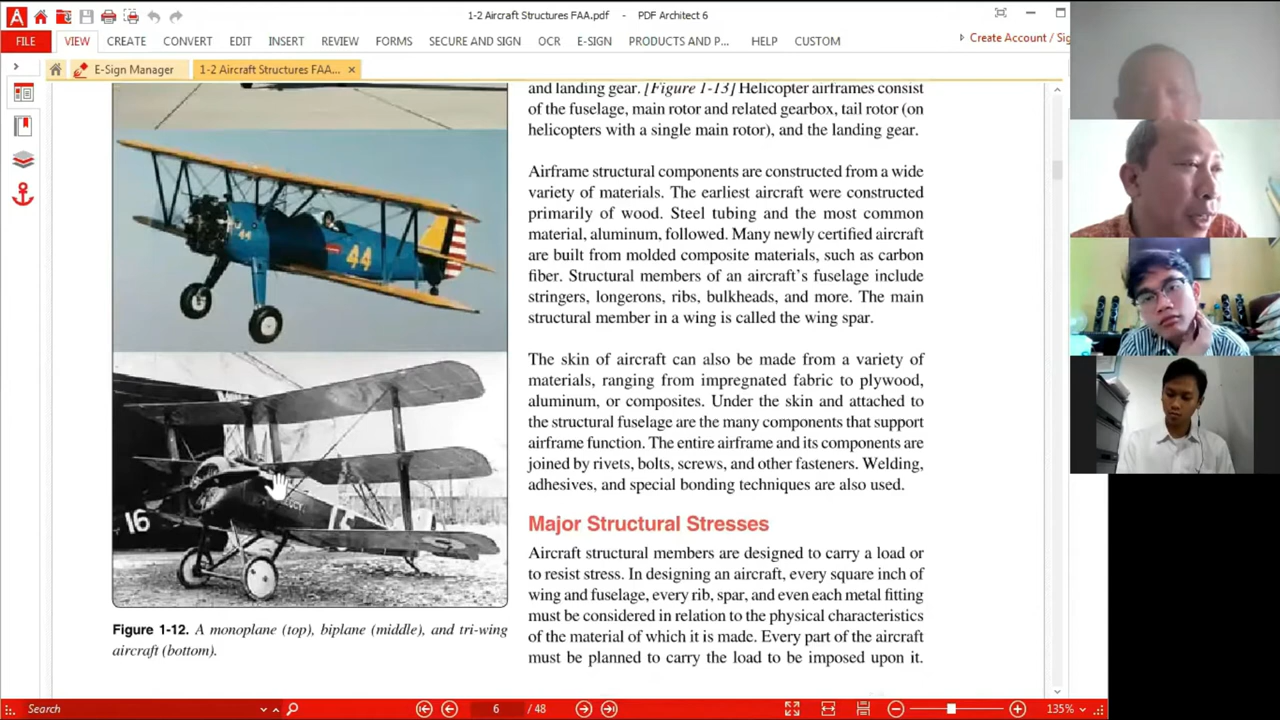 1-2 Aircraft Structures FAA.pdf - PDF Architect 6
FILE VIEW CREATE CONVERT EDIT INSERT REVIEW FORMS SECURE AND SIGN OCR E-SIGN PRODUCTS AND P... HELP CUSTOM Create Account / Sig
E-Sign Manager 1-2 Aircraft Structures FAA... ×
44
44
16
Figure 1-12. A monoplane (top), biplane (middle), and tri-wing
aircraft (bottom).
and landing gear. [Figure 1-13] Helicopter airframes consist
of the fuselage, main rotor and related gearbox, tail rotor (on
helicopters with a single main rotor), and the landing gear.
Airframe structural components are constructed from a wide
variety of materials. The earliest aircraft were constructed
primarily of wood. Steel tubing and the most common
material, aluminum, followed. Many newly certified aircraft
are built from molded composite materials, such as carbon
fiber. Structural members of an aircraft's fuselage include
stringers, longerons, ribs, bulkheads, and more. The main
structural member in a wing is called the wing spar.
The skin of aircraft can also be made from a variety of
materials, ranging from impregnated fabric to plywood,
aluminum, or composites. Under the skin and attached to
the structural fuselage are the many components that support
airframe function. The entire airframe and its components are
joined by rivets, bolts, screws, and other fasteners. Welding,
adhesives, and special bonding techniques are also used.
Major Structural Stresses
Aircraft structural members are designed to carry a load or
to resist stress. In designing an aircraft, every square inch of
wing and fuselage, every rib, spar, and even each metal fitting
must be considered in relation to the physical characteristics
of the material of which it is made. Every part of the aircraft
must be planned to carry the load to be imposed upon it.
Search 6 / 48 135%